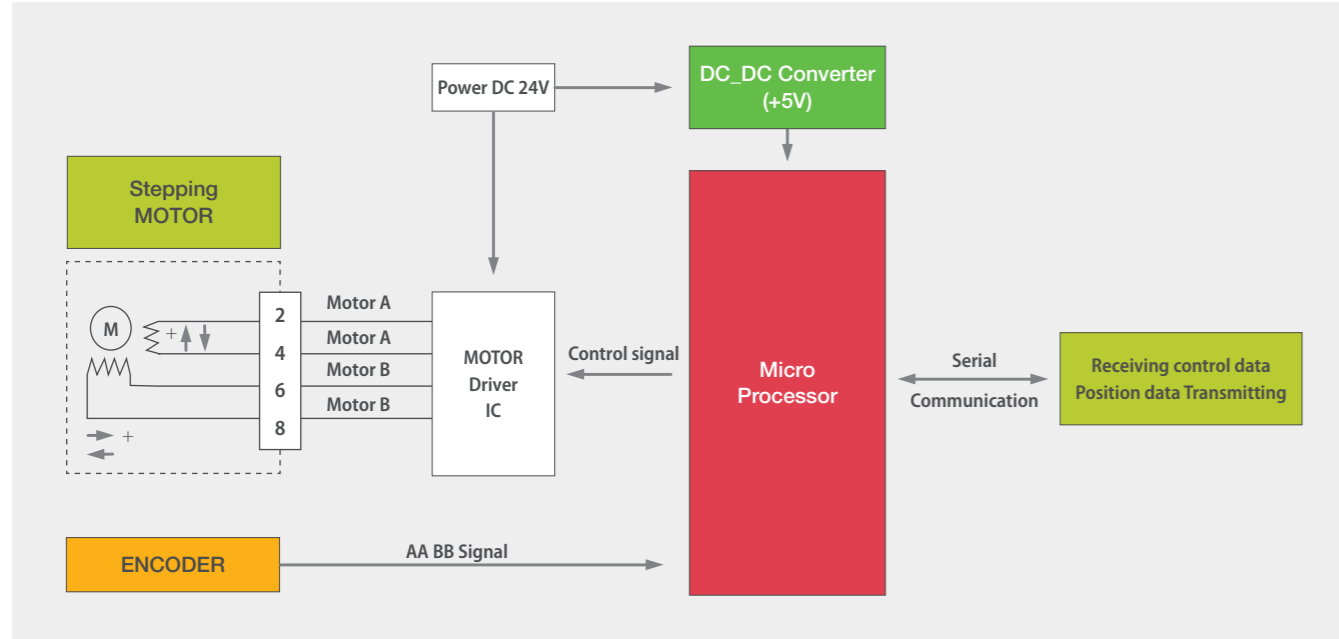 Power DC 24V
DC_DC Converter
(+5V)
Stepping
MOTOR
M
+
+
2
4
6
8
Motor A
Motor A
Motor B
Motor B
MOTOR
Driver
IC
Control signal
Micro
Processor
Serial
Communication
Receiving control data
Position data Transmitting
ENCODER
AA BB Signal